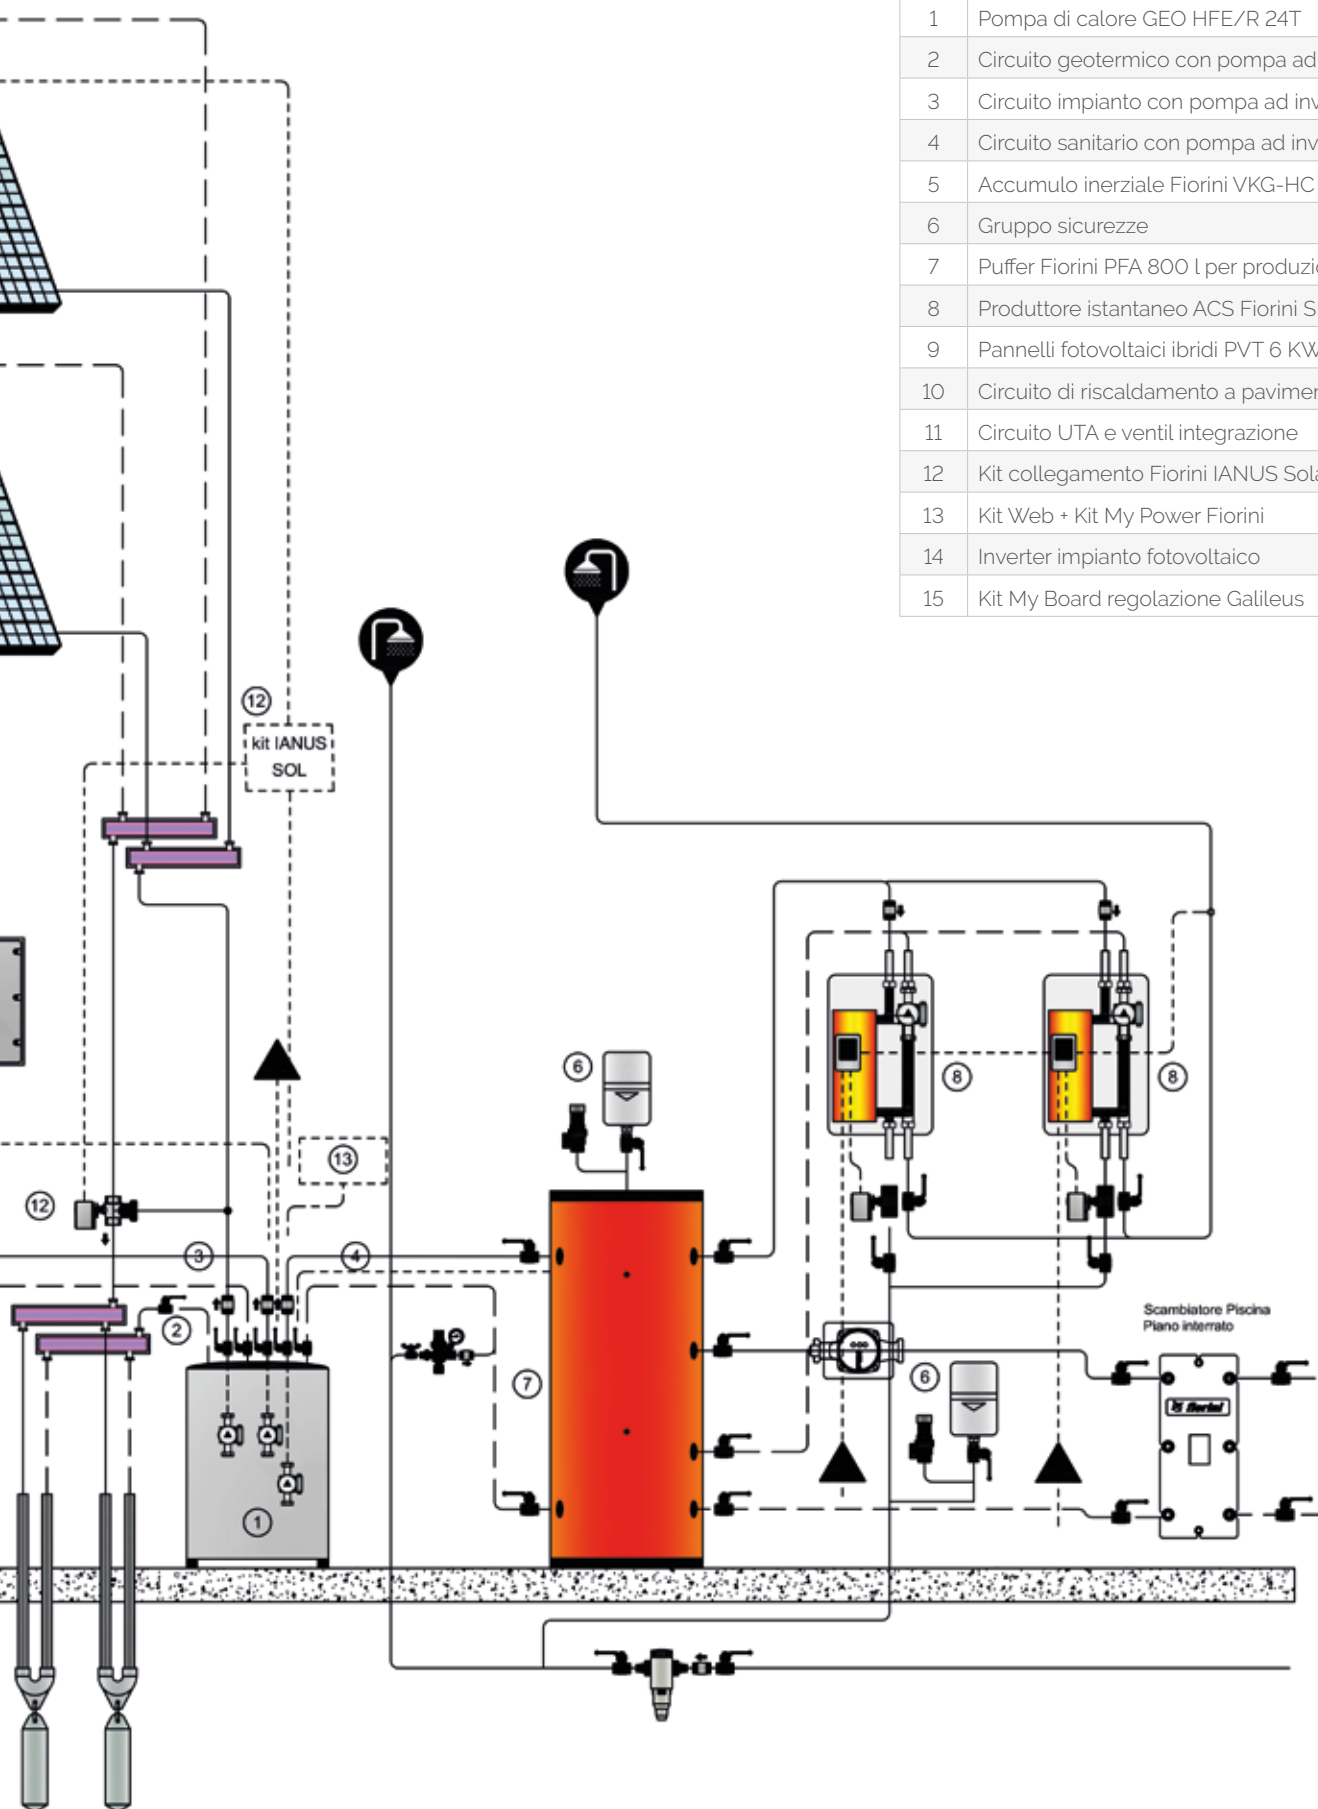 1 Pompa di calore GEO HFE/R 24T
2 Circuito geotermico con pompa ad
3 Circuito impianto con pompa ad inv
4 Circuito sanitario con pompa ad inv
5 Accumulo inerziale Fiorini VKG-HC
6 Gruppo sicurezze
7 Puffer Fiorini PFA 800 l per produzi
8 Produttore istantaneo ACS Fiorini S
9 Pannelli fotovoltaici ibridi PVT 6 KW
10 Circuito di riscaldamento a pavimen
11 Circuito UTA e ventil integrazione
12 Kit collegamento Fiorini IANUS Sola
13 Kit Web + Kit My Power Fiorini
14 Inverter impianto fotovoltaico
15 Kit My Board regolazione Galileus
12
kit IANUS
SOL
6
8
8
13
12
3
4
2
Scambiatore Piscina
Piano interrato
7
6
fiorini
1